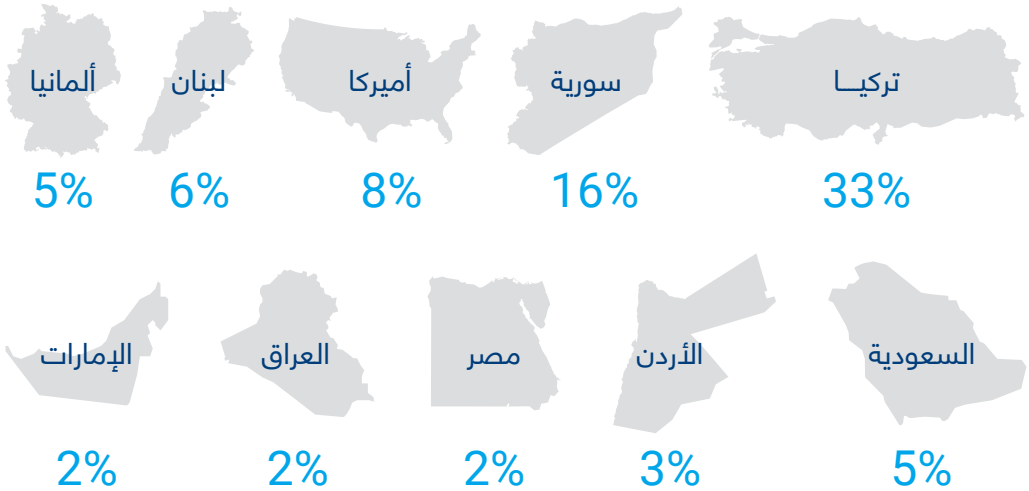 تركيــا سورية أميركا لبنان ألمانيا
33% 16% 8% 6% 5%
السعودية الأردن مصر العراق الإمارات
5% 3% 2% 2% 2%